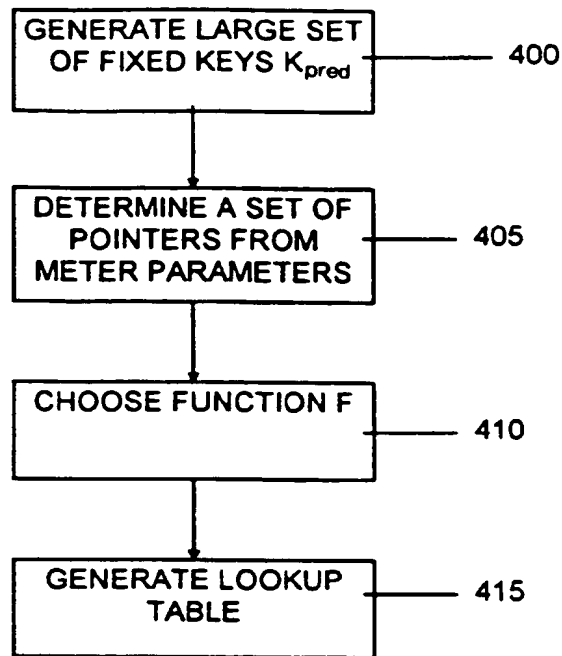 GENERATE LARGE SET
OF FIXED KEYS Kpred
400
DETERMINE A SET OF
POINTERS FROM
METER PARAMETERS
405
CHOOSE FUNCTION F
410
GENERATE LOOKUP
TABLE
415